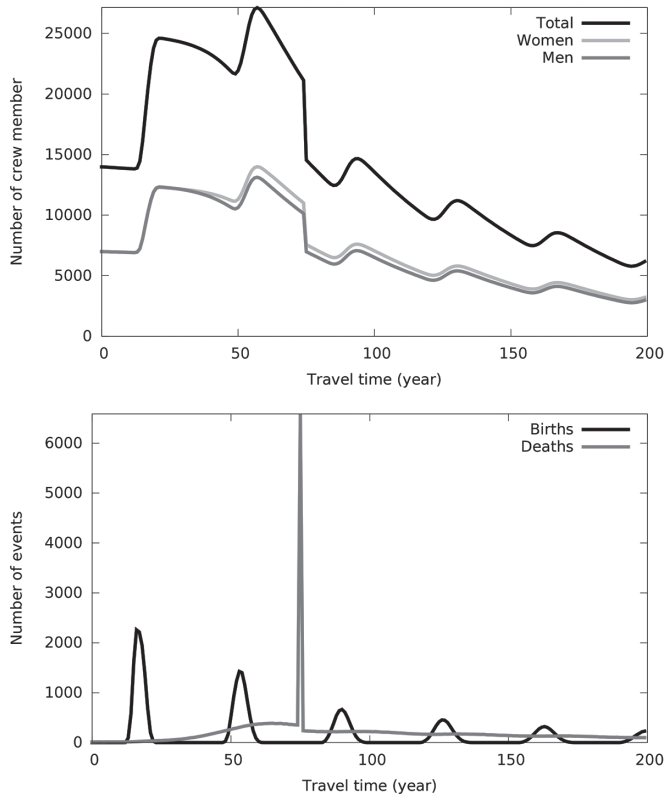 25000
20000
15000
10000
5000
0
Number of crew member
Total
Women
Men
0 50 100 150 200
Travel time (year)
6000
5000
4000
3000
2000
1000
0
Number of events
Births
Deaths
0 50 100 150 200
Travel time (year)